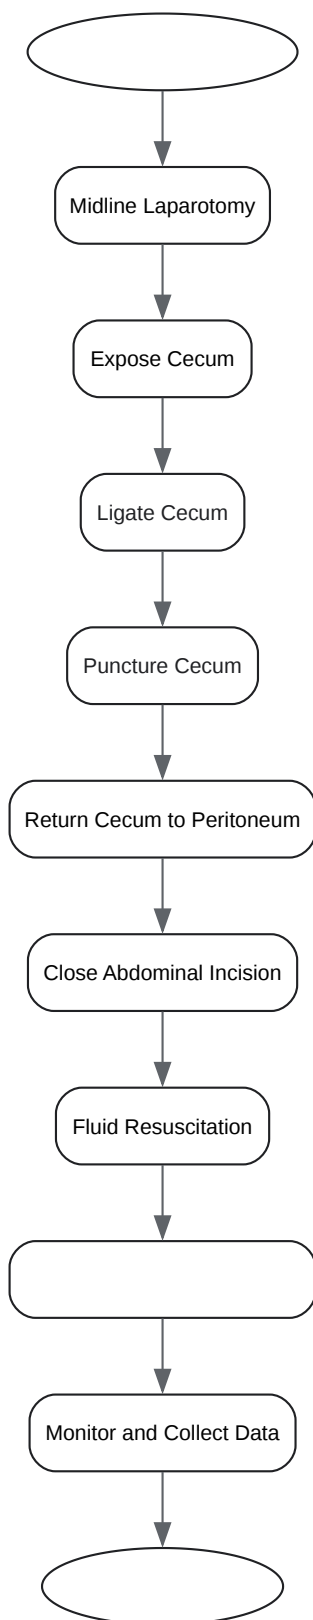 Midline Laparotomy
Expose Cecum
Ligate Cecum
Puncture Cecum
Return Cecum to Peritoneum
Close Abdominal Incision
Fluid Resuscitation
Monitor and Collect Data